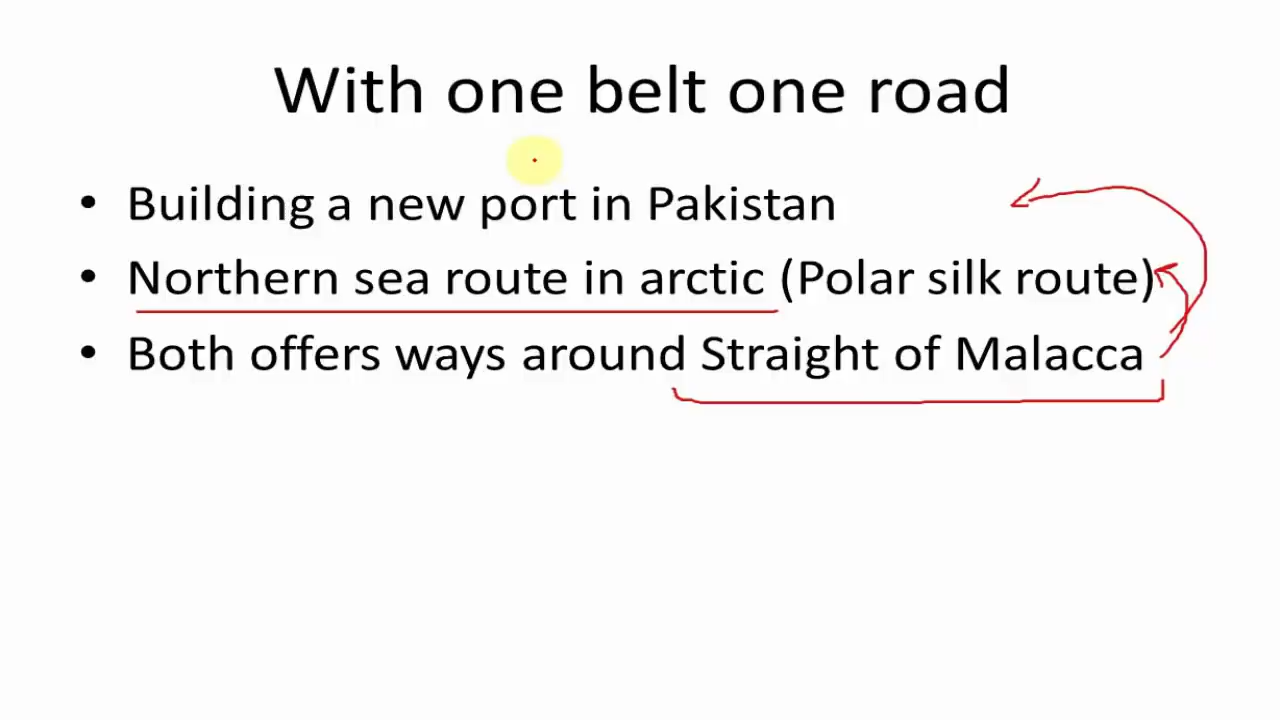 With one belt one road
• Building a new port in Pakistan
• Northern sea route in arctic (Polar silk route)
• Both offers ways around Straight of Malacca